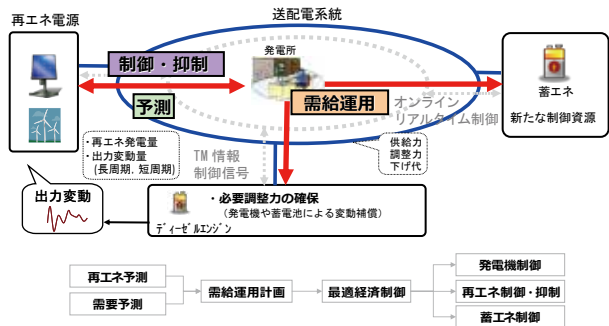 送配電系統
再エネ電源
発電所
制御・抑制
予測
需給運用
オンライン
リアルタイム制御
蓄エネ
新たな制御資源
・再エネ発電量
・出力変動量
(長周期，短周期)
TM 情報
制御信号
供給力
調整力
下げ代
出力変動
・必要調整力の確保
(発電機や蓄電池による変動補償)
ディーゼルエンジン
再エネ予測
需要予測
需給運用計画
最適経済制御
発電機制御
再エネ制御・抑制
蓄エネ制御